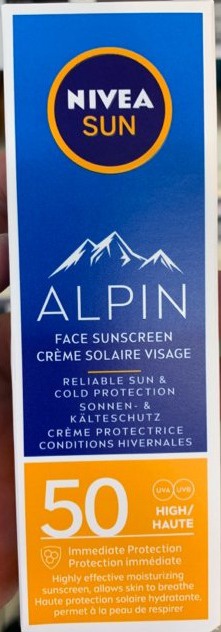 NIVEA
SUN
ALPIN
FACE SUNSCREEN
CRÈME SOLAIRE VISAGE
RELIABLE SUN &
COLD PROTECTION
SONNEN- &
KÄLTESCHUTZ
CRÈME PROTECTRICE
CONDITIONS HIVERNALES
50
UVA UVB
HIGH/
HAUTE
Immediate Protection
Protection immédiate
Highly effective moisturizing
sunscreen, allows skin to breathe
Haute protection solaire hydratante,
permet à la peau de respirer